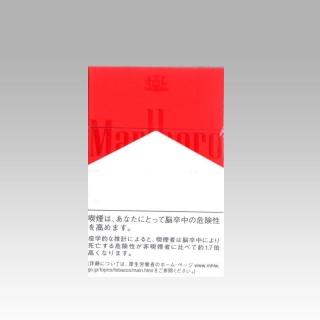 Marlboro
喫煙は、あなたにとって脳卒中の危険性
を高めます。
疫学的な推計によると、喫煙者は脳卒中により
死亡する危険性が非喫煙者に比べて約1.7倍
高くなります。
(詳細については、厚生労働省のホーム・ページ www.mhlw.
go.jp/topics/tobacco/main.html をご参照ください。)